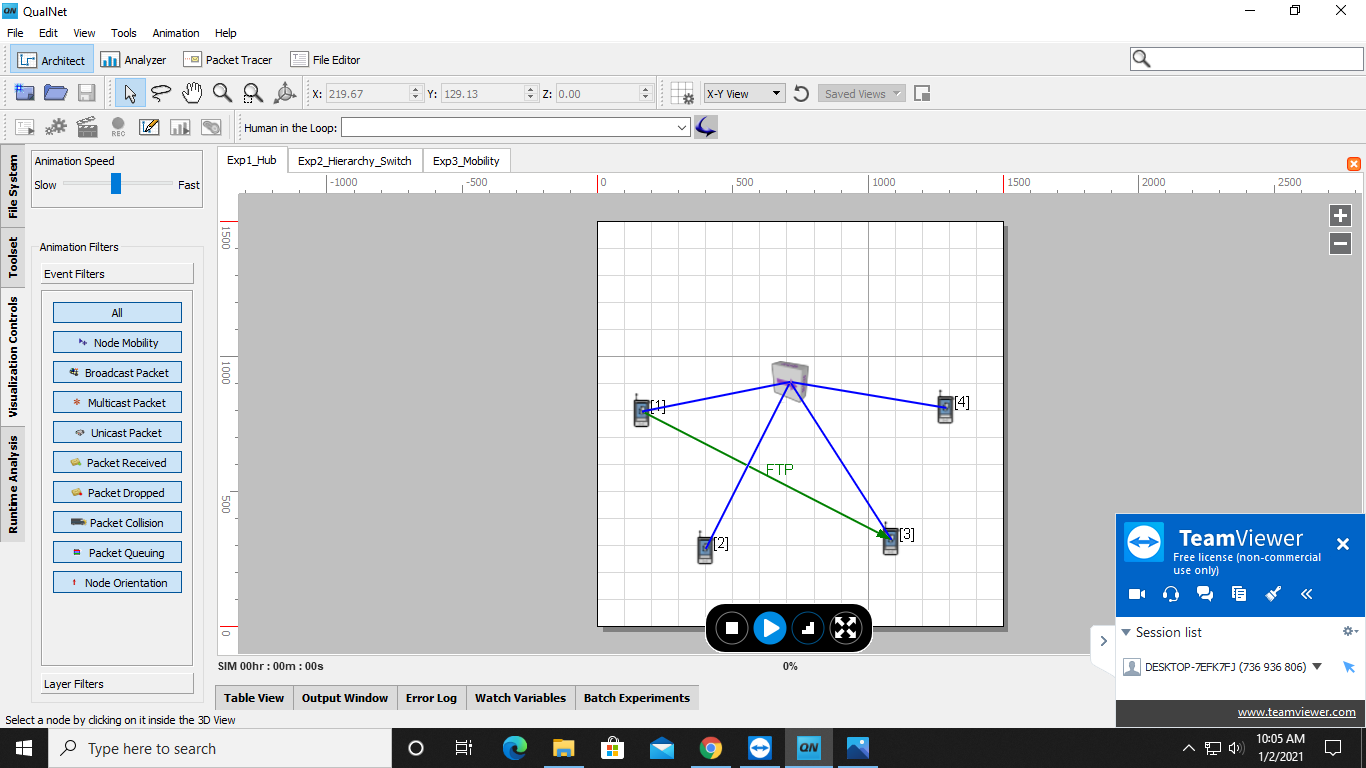 QN QualNet
File Edit View Tools Animation Help
Architect Analyzer Packet Tracer File Editor
X: 219.67 Y: 129.13 Z: 0.00 X-Y View Saved Views
REC Human in the Loop:
File System
Toolset
Visualization Controls
Runtime Analysis
Animation Speed
Slow Fast
Animation Filters
Event Filters
All
Node Mobility
Broadcast Packet
Multicast Packet
Unicast Packet
Packet Received
Packet Dropped
Packet Collision
Packet Queuing
Node Orientation
Layer Filters
Exp1_Hub Exp2_Hierarchy_Switch Exp3_Mobility
-1000 -500 0 500 1000 1500 2000 2500
1500
1000
500
0
[1]
[4]
FTP
[2]
[3]
SIM 00hr : 00m : 00s 0%
Table View Output Window Error Log Watch Variables Batch Experiments
Select a node by clicking on it inside the 3D View
TeamViewer
Free license (non-commercial
use only)
Session list
DESKTOP-7EFK7FJ (736 936 806)
www.teamviewer.com
Type here to search
QN
10:05 AM
1/2/2021